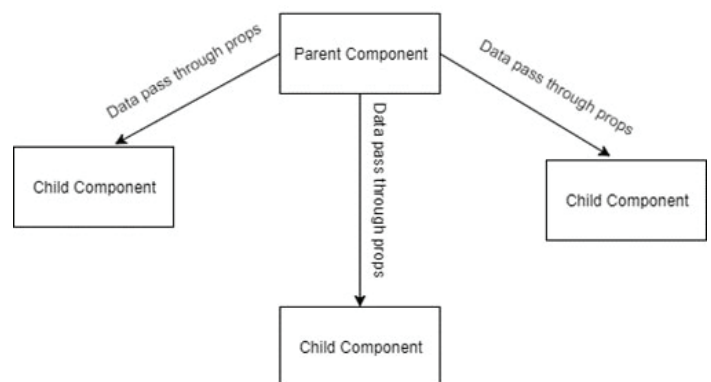 Parent Component
Data pass through props
Data pass through props
Data pass through props
Child Component
Child Component
Child Component